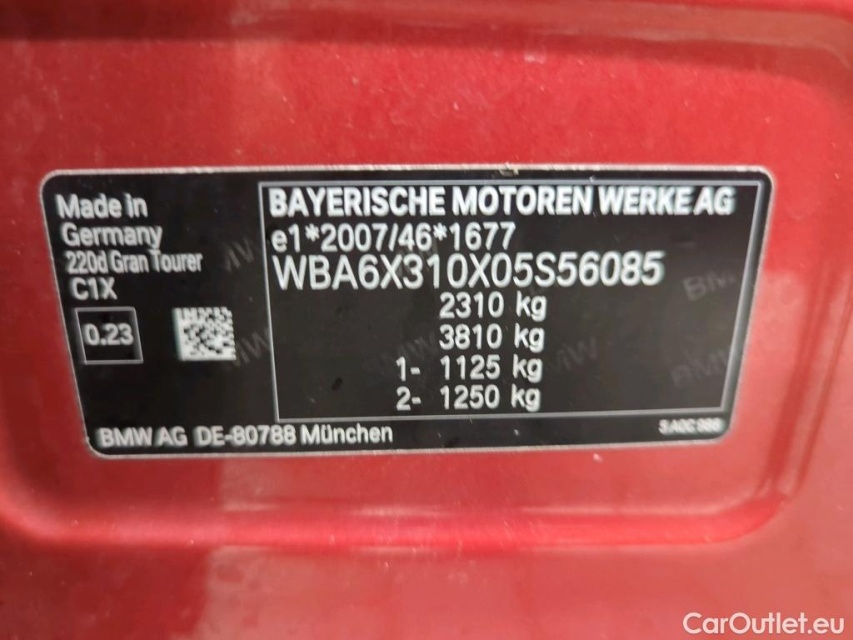 Made in
Germany
220d Gran Tourer
C1X
0.23
BAYERISCHE MOTOREN WERKE AG
e1*2007/46*1677
WBA6X310X05S56085
2310 kg
3810 kg
1- 1125 kg
2- 1250 kg
BMW AG DE-80788 München
CarOutlet.eu